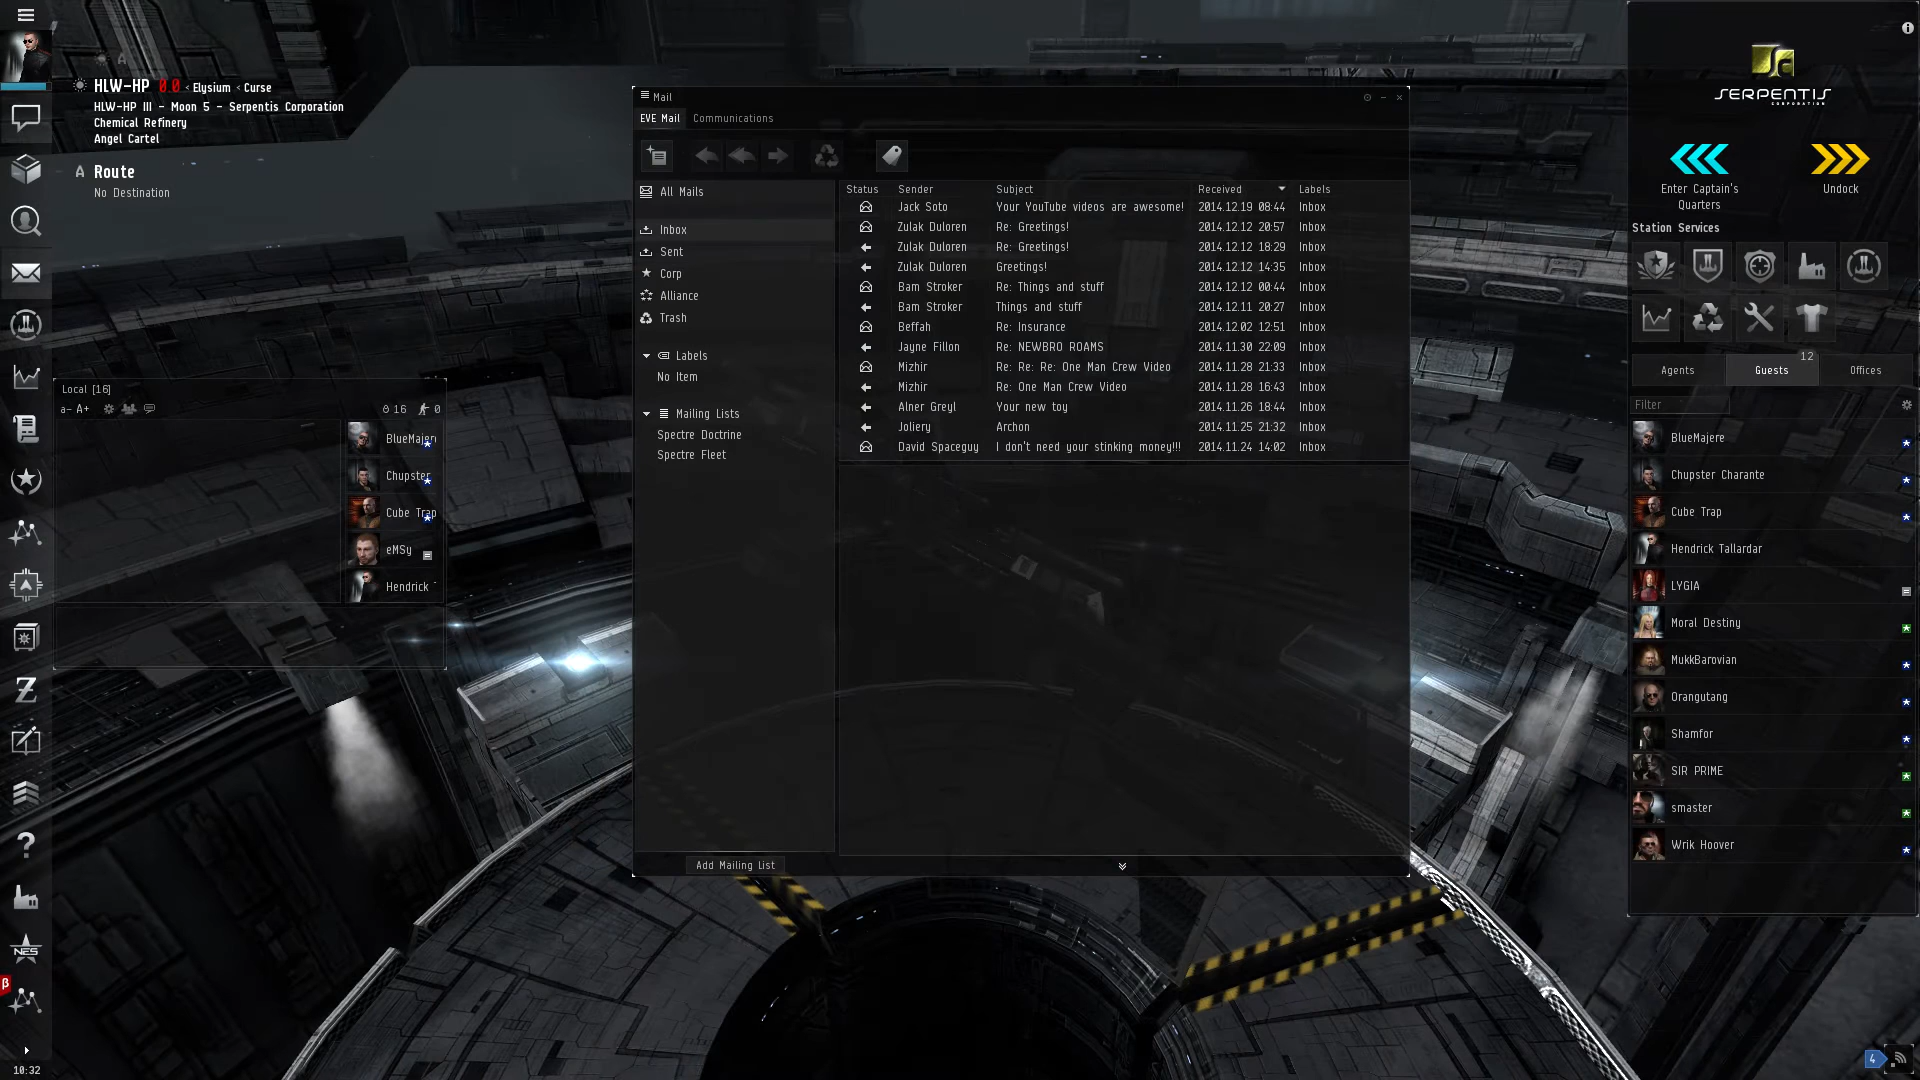 HLW-HP 0.0 < Elysium < Curse
HLW-HP III - Moon 5 - Serpentis Corporation
Chemical Refinery
Angel Cartel
A Route
No Destination
Local [16]
a- A+
16
0
BlueMajere
Chupster
Cube Trap
eMSy
Hendrick
Mail
EVE Mail Communications
All Mails
Inbox
Sent
Corp
Alliance
Trash
Labels
No Item
Mailing Lists
Spectre Doctrine
Spectre Fleet
Add Mailing List
Status Sender Subject Received Labels
Jack Soto Your YouTube videos are awesome! 2014.12.19 08:44 Inbox
Zulak Duloren Re: Greetings! 2014.12.12 20:57 Inbox
Zulak Duloren Re: Greetings! 2014.12.12 18:29 Inbox
Zulak Duloren Greetings! 2014.12.12 14:35 Inbox
Bam Stroker Re: Things and stuff 2014.12.12 00:44 Inbox
Bam Stroker Things and stuff 2014.12.11 20:27 Inbox
Beffah Re: Insurance 2014.12.02 12:51 Inbox
Jayne Fillon Re: NEWBRO ROAMS 2014.11.30 22:09 Inbox
Mizhir Re: Re: Re: One Man Crew Video 2014.11.28 21:33 Inbox
Mizhir Re: One Man Crew Video 2014.11.28 16:43 Inbox
Alner Greyl Your new toy 2014.11.26 18:44 Inbox
Joliery Archon 2014.11.25 21:32 Inbox
David Spaceguy I don't need your stinking money!!! 2014.11.24 14:02 Inbox
SERPENTIS
CORPORATION
Enter Captain's
Quarters
Undock
Station Services
12
Agents Guests Offices
Filter
BlueMajere
Chupster Charante
Cube Trap
Hendrick Tallardar
LYGIA
Moral Destiny
MukkBarovian
Orangutang
Shamfor
SIR PRIME
smaster
Wrik Hoover
NES
β
10:32
4